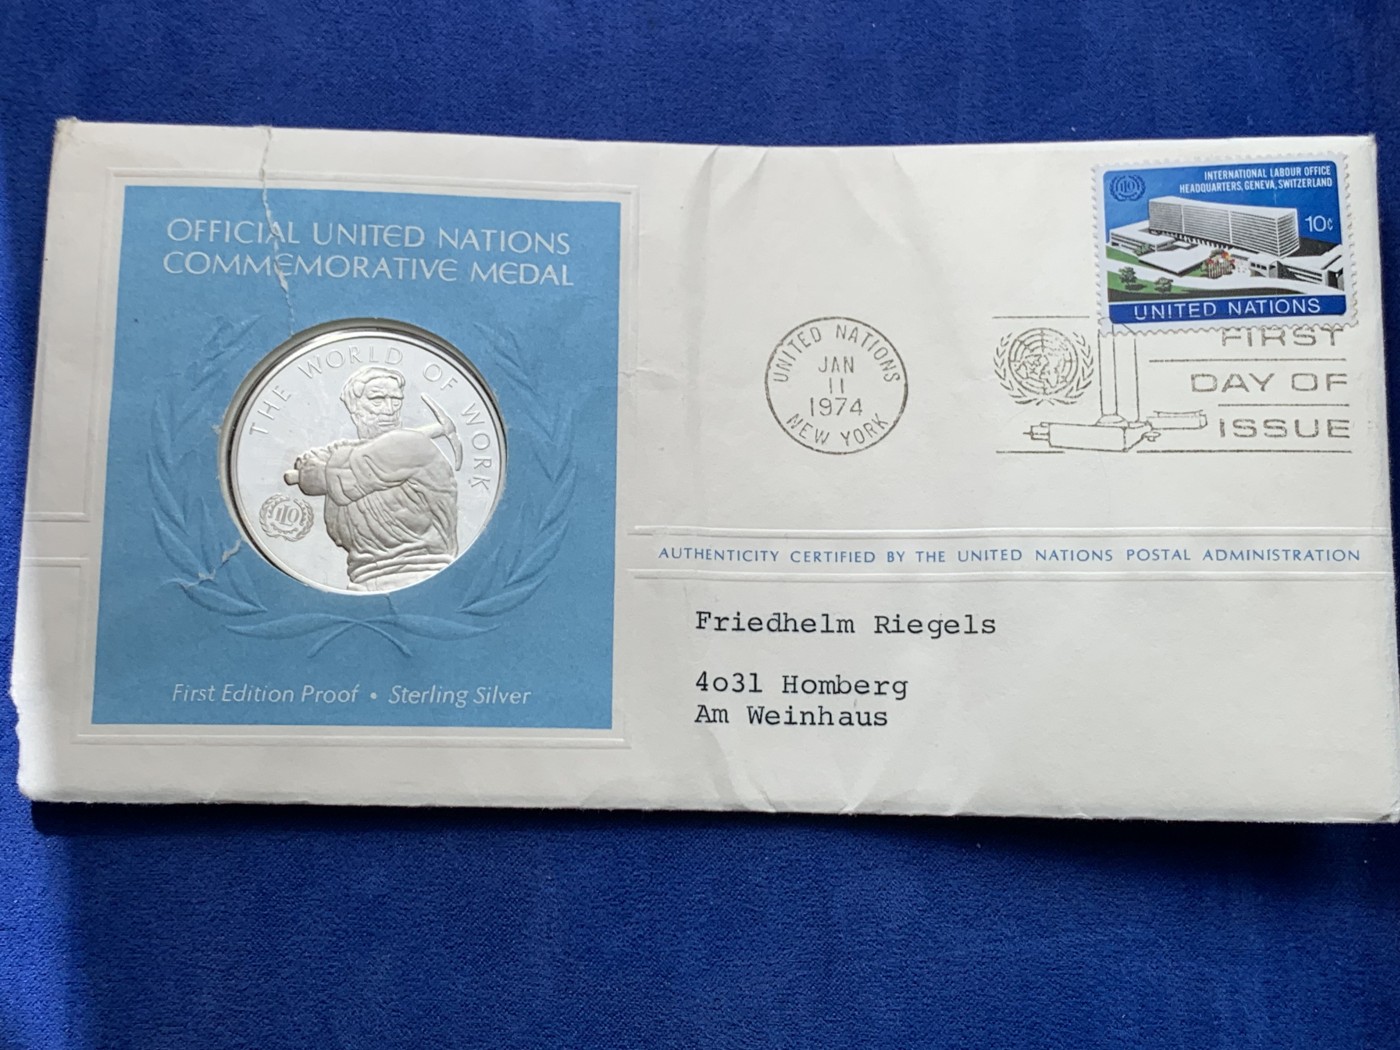 OFFICIAL UNITED NATIONS
COMMEMORATIVE MEDAL
THE WORLD OF WORK
ILO
First Edition Proof • Sterling Silver
ILO
INTERNATIONAL LABOUR OFFICE
HEADQUARTERS, GENEVA, SWITZERLAND
10¢
UNITED NATIONS
UNITED NATIONS
JAN
11
1974
NEW YORK
FIRST
DAY OF
ISSUE
AUTHENTICITY CERTIFIED BY THE UNITED NATIONS POSTAL ADMINISTRATION
Friedhelm Riegels
4o31 Homberg
Am Weinhaus